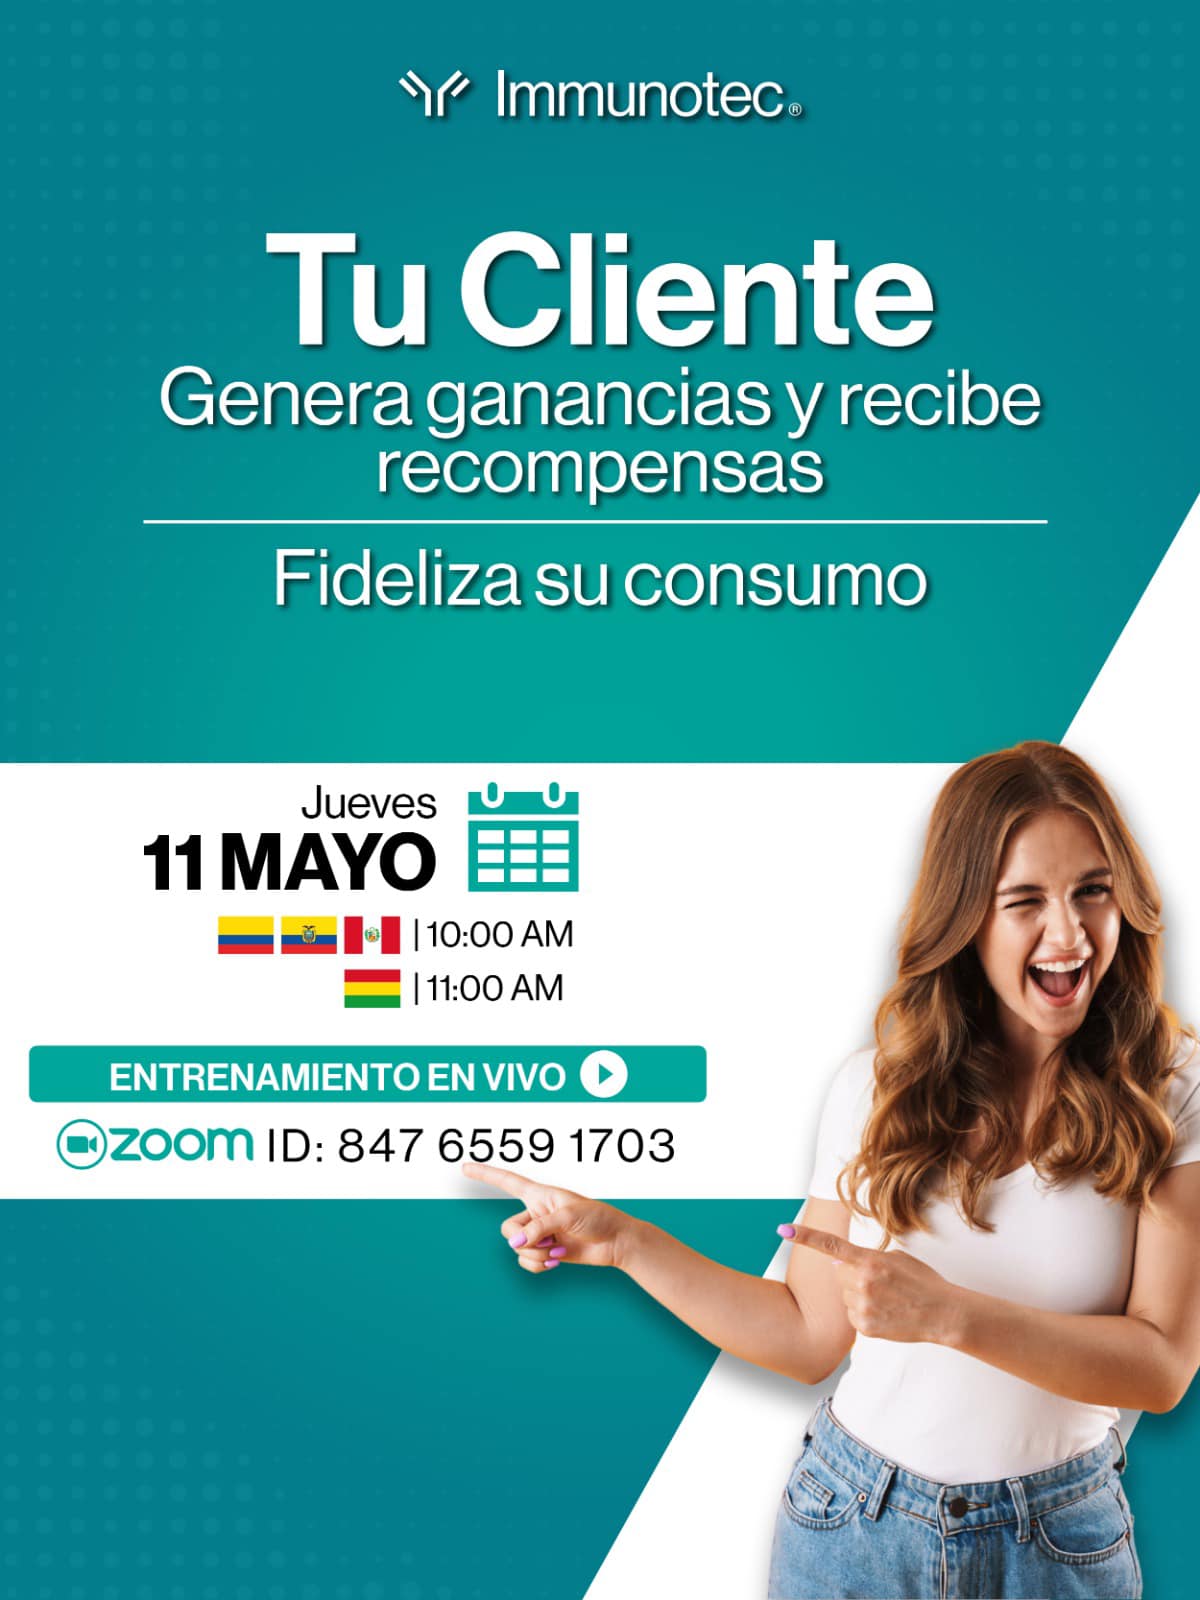 Immunotec®
Tu Cliente
Genera ganancias y recibe
recompensas
Fideliza su consumo
Jueves
11 MAYO
| 10:00 AM
| 11:00 AM
ENTRENAMIENTO EN VIVO
zoom ID: 847 6559 1703